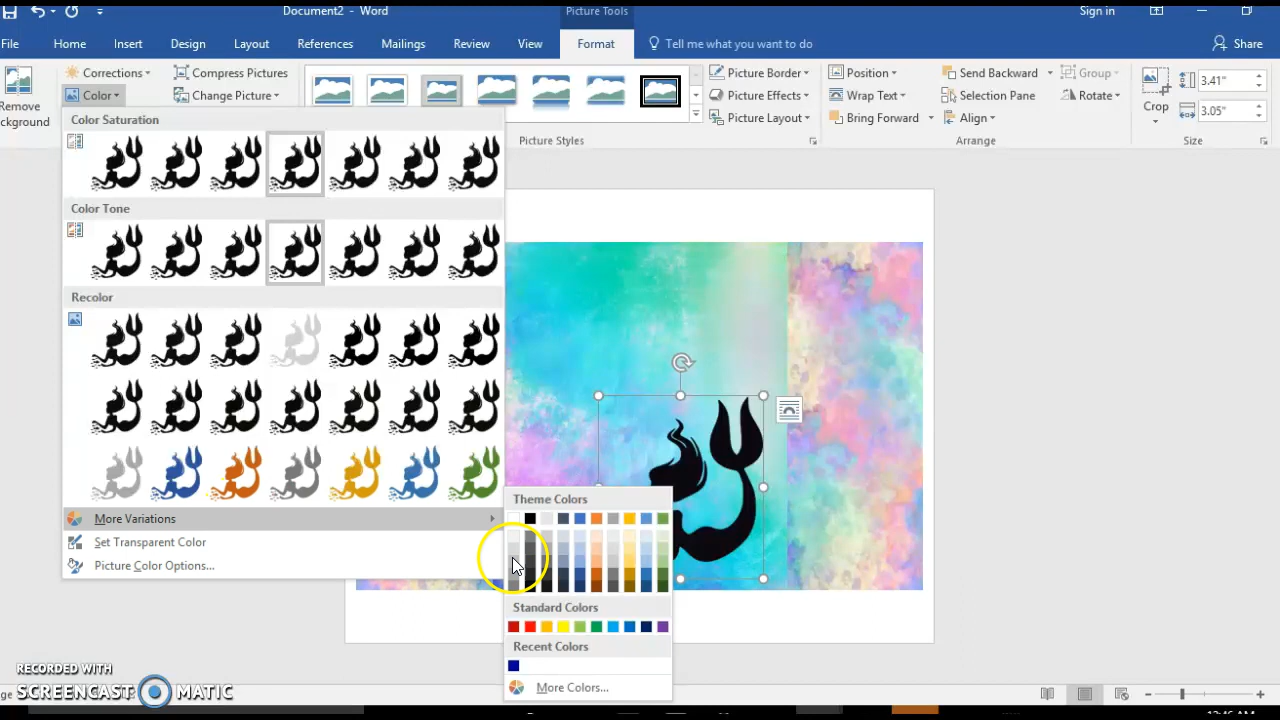 Document2 - Word
Picture Tools
Sign in
File Home Insert Design Layout References Mailings Review View Format Tell me what you want to do Share
Remove
Background
Corrections
Color
Compress Pictures
Change Picture
Picture Border
Picture Effects
Picture Layout
Position
Wrap Text
Bring Forward
Send Backward
Selection Pane
Align
Group
Rotate
Crop
3.41"
3.05"
Picture Styles
Arrange
Size
Color Saturation
Color Tone
Recolor
More Variations
Set Transparent Color
Picture Color Options...
Theme Colors
Standard Colors
Recent Colors
More Colors...
RECORDED WITH
SCREENCAST MATIC